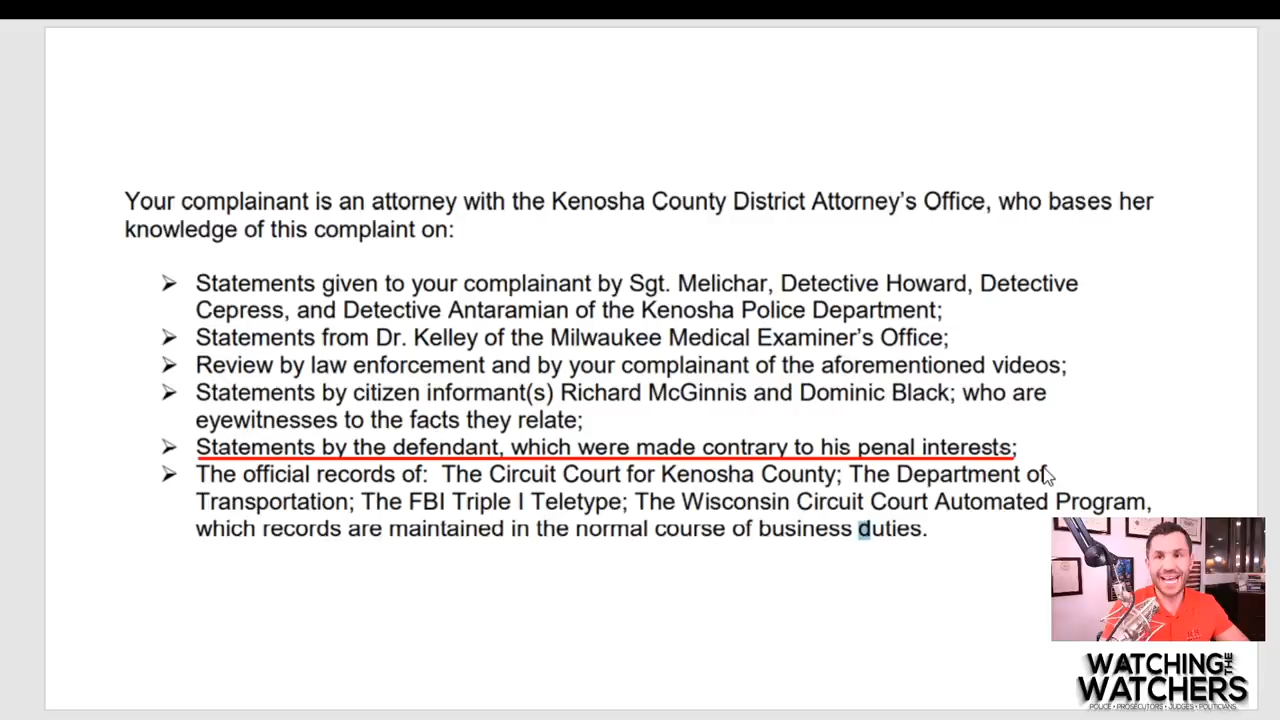 Your complainant is an attorney with the Kenosha County District Attorney's Office, who bases her
knowledge of this complaint on:
Statements given to your complainant by Sgt. Melichar, Detective Howard, Detective
Cepress, and Detective Antaramian of the Kenosha Police Department;
Statements from Dr. Kelley of the Milwaukee Medical Examiner's Office;
Review by law enforcement and by your complainant of the aforementioned videos;
Statements by citizen informant(s) Richard McGinnis and Dominic Black; who are
eyewitnesses to the facts they relate;
Statements by the defendant, which were made contrary to his penal interests;
The official records of: The Circuit Court for Kenosha County; The Department of
Transportation; The FBI Triple I Teletype; The Wisconsin Circuit Court Automated Program,
which records are maintained in the normal course of business duties.
WATCHING THE
WATCHERS
POLICE • PROSECUTORS • JUDGES • POLITICIANS